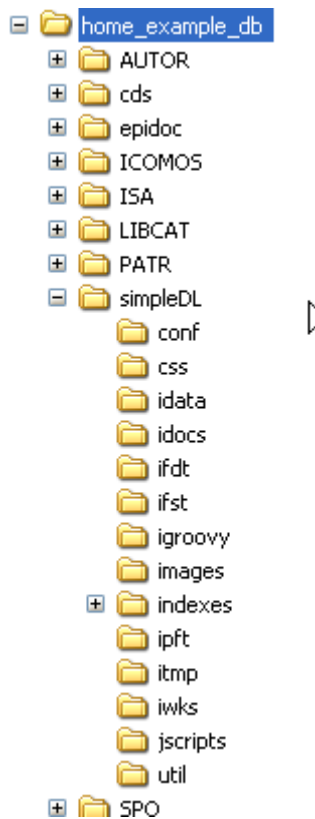 home_example_db
AUTOR
cds
epidoc
ICOMOS
ISA
LIBCAT
PATR
simpleDL
conf
css
idata
idocs
ifdt
ifst
igroovy
images
indexes
ipft
itmp
iwks
jscripts
util
SPO